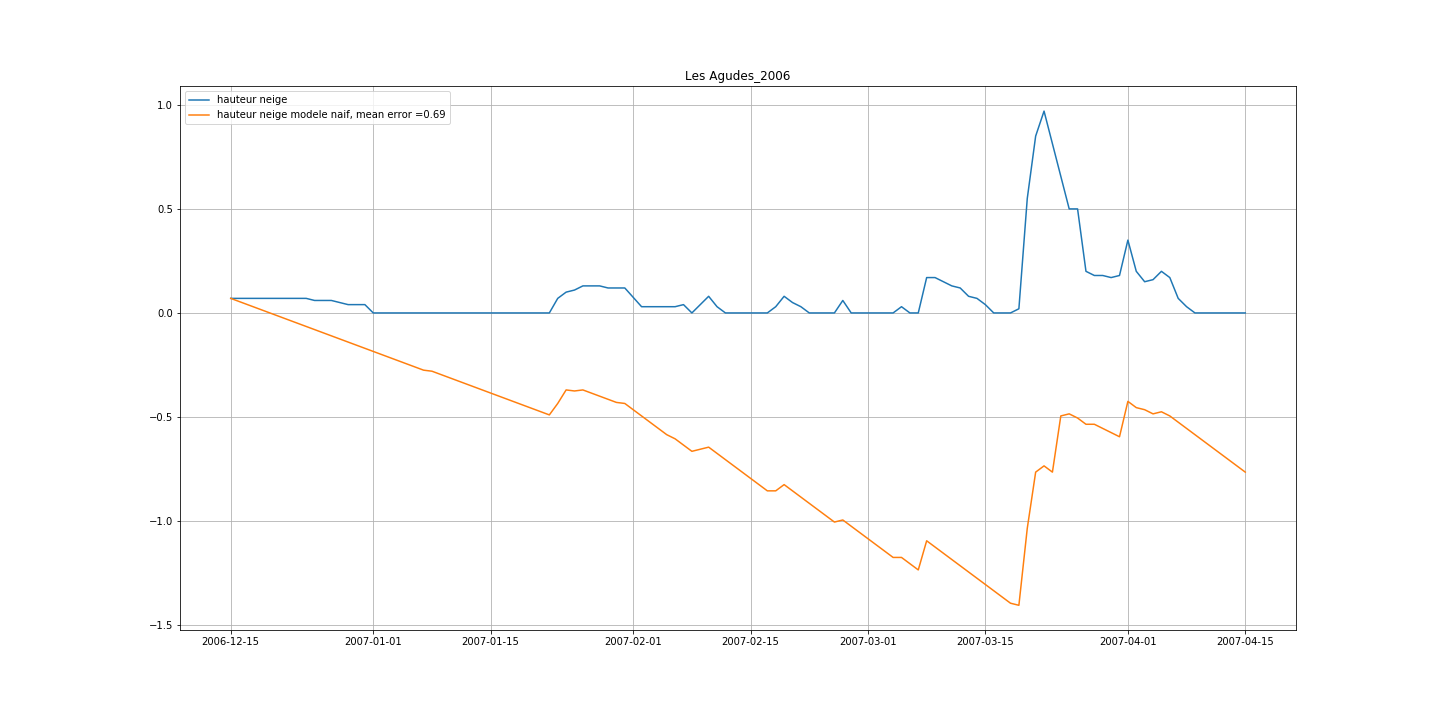 Les Agudes_2006
hauteur neige
hauteur neige modele naif, mean error =0.69
1.0
0.5
0.0
−0.5
−1.0
−1.5
2006-12-15 2007-01-01 2007-01-15 2007-02-01 2007-02-15 2007-03-01 2007-03-15 2007-04-01 2007-04-15